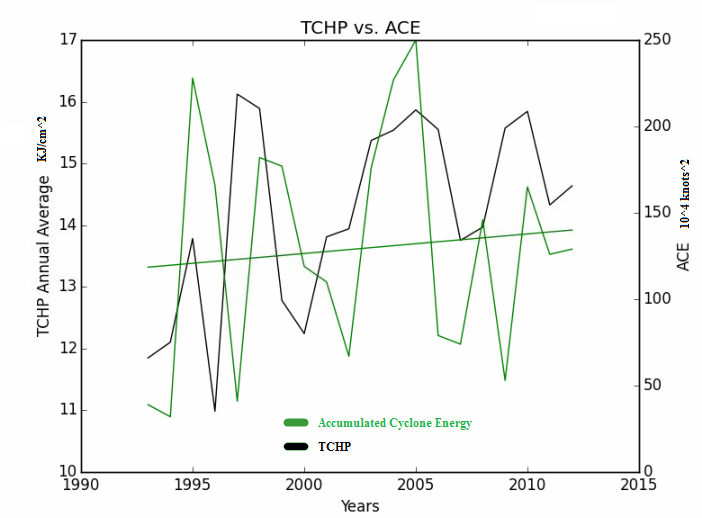 TCHP vs. ACE
17
16
15
14
13
12
11
10
TCHP Annual Average KJ/cm^2
250
200
150
100
50
0
ACE 10^4 knots^2
Accumulated Cyclone Energy
TCHP
1990 1995 2000 2005 2010 2015
Years